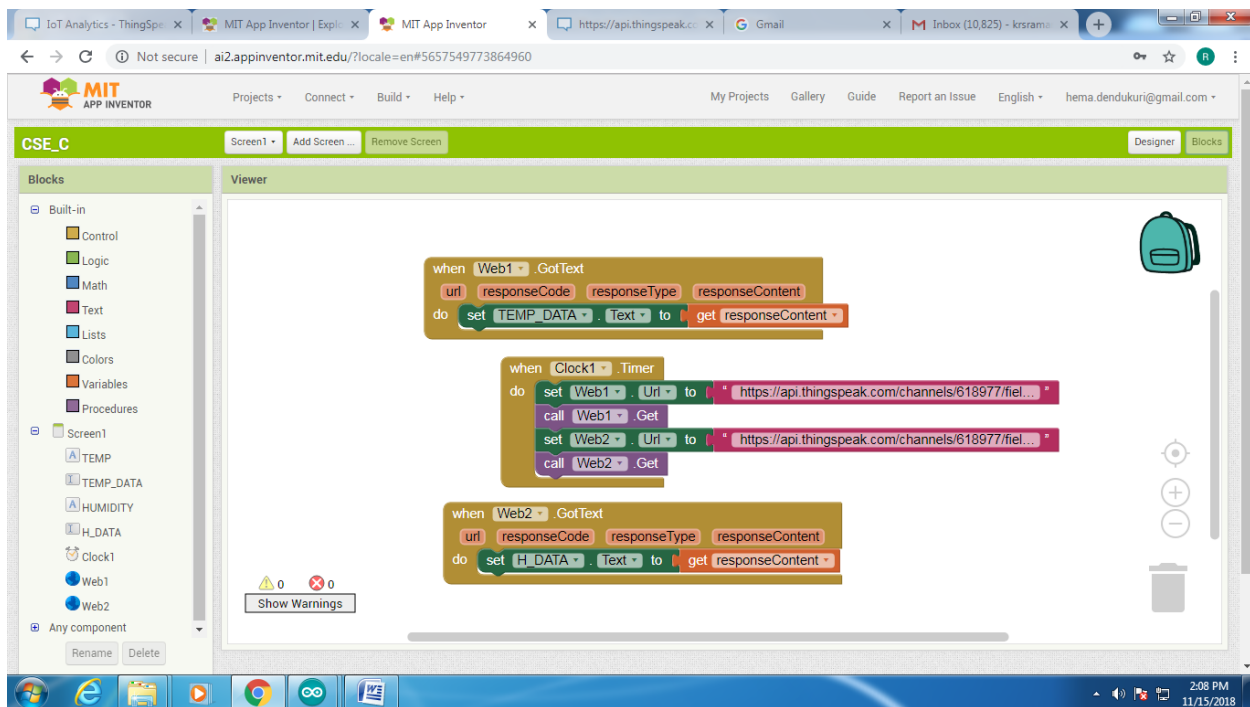 IoT Analytics - ThingSpe
MIT App Inventor | Explo
MIT App Inventor
https://api.thingspeak.co
Gmail
Inbox (10,825) - krsrama
Not secure | ai2.appinventor.mit.edu/?locale=en#5657549773864960
R
MIT
APP INVENTOR
Projects
Connect
Build
Help
My Projects
Gallery
Guide
Report an Issue
English
hema.dendukuri@gmail.com
CSE_C
Screen1
Add Screen ...
Remove Screen
Designer
Blocks
Blocks
Built-in
Control
Logic
Math
Text
Lists
Colors
Variables
Procedures
Screen1
TEMP
TEMP_DATA
HUMIDITY
H_DATA
Clock1
Web1
Web2
Any component
Rename
Delete
Viewer
when Web1 .GotText
url responseCode responseType responseContent
do set TEMP_DATA . Text to get responseContent
when Clock1 .Timer
do set Web1 . Url to " https://api.thingspeak.com/channels/618977/fiel... "
call Web1 .Get
set Web2 . Url to " https://api.thingspeak.com/channels/618977/fiel... "
call Web2 .Get
when Web2 .GotText
url responseCode responseType responseContent
do set H_DATA . Text to get responseContent
0 0
Show Warnings
2:08 PM
11/15/2018